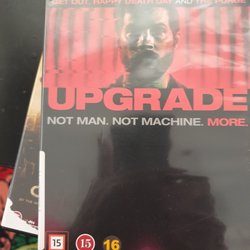 GET OUT, HAPPY DEATH DAY AND THE PURGE
UPGRADE
NOT MAN. NOT MACHINE. MORE.
15 15 16